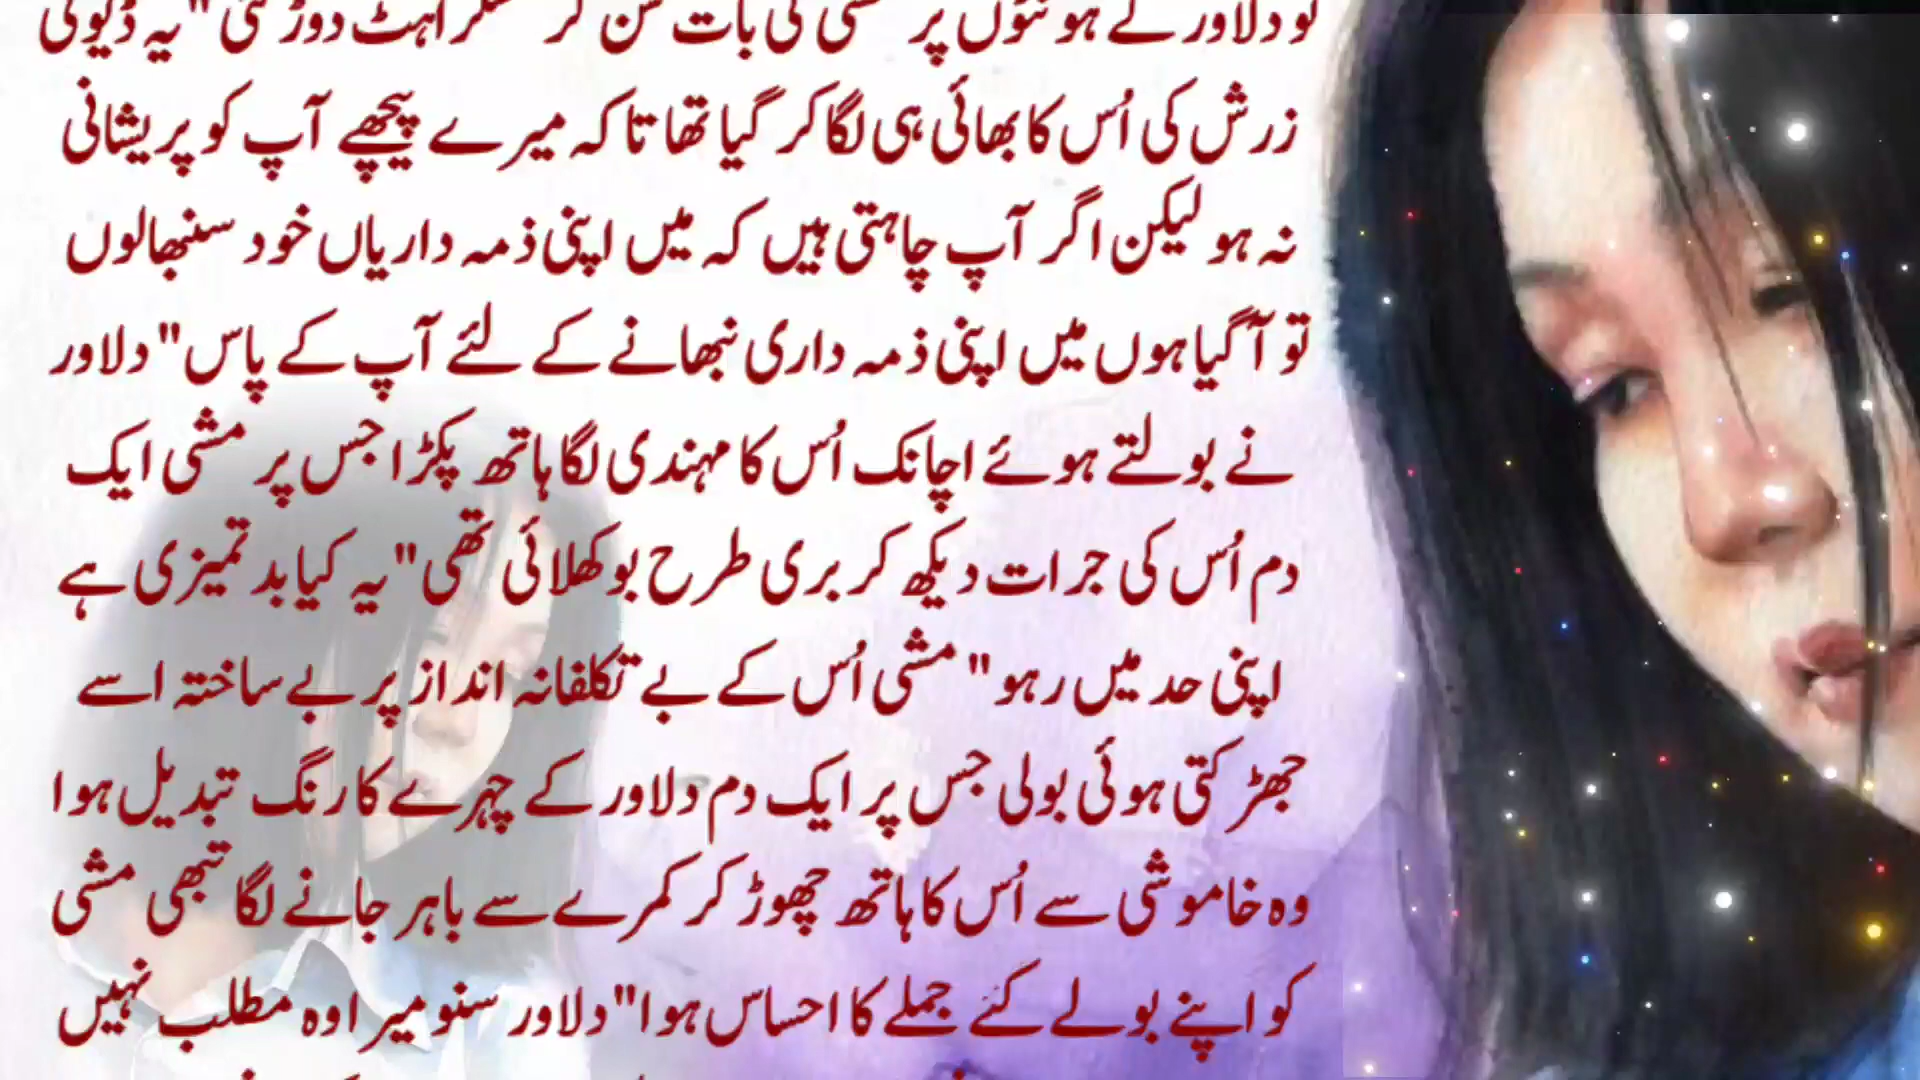 تو دلاور کے ہونٹوں پر مشی کی بات سن کر مسکراہٹ دوڑ گئی "یہ ڈیوٹی
زرش کی اُس کا بھائی ہی لگا کر گیا تھا تاکہ میرے پیچھے آپ کو پریشانی
نہ ہو لیکن اگر آپ چاہتی ہیں کہ میں اپنی ذمہ داریاں خود سنبھالوں
تو آگیا ہوں میں اپنی ذمہ داری نبھانے کے لئے آپ کے پاس" دلاور
نے بولتے ہوئے اچانک اُس کا مہندی لگا ہاتھ پکڑا جس پر مشی ایک
دم اُس کی جرات دیکھ کر بری طرح بوکھلائی تھی "یہ کیا بدتمیزی ہے
اپنی حد میں رہو" مشی اُس کے بے تکلفانہ انداز پر بے ساختہ اسے
جھڑکتی ہوئی بولی جس پر ایک دم دلاور کے چہرے کا رنگ تبدیل ہوا
وہ خاموشی سے اُس کا ہاتھ چھوڑ کر کمرے سے باہر جانے لگا تبھی مشی
کو اپنے بولے گئے جملے کا احساس ہوا "دلاور سنو میرا وہ مطلب نہیں